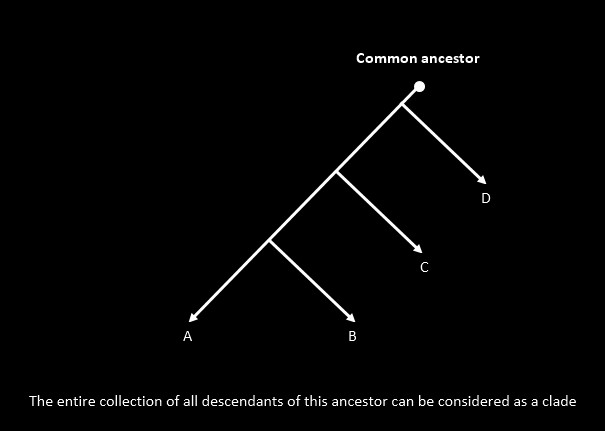 Common ancestor
D
C
A
B
The entire collection of all descendants of this ancestor can be considered as a clade